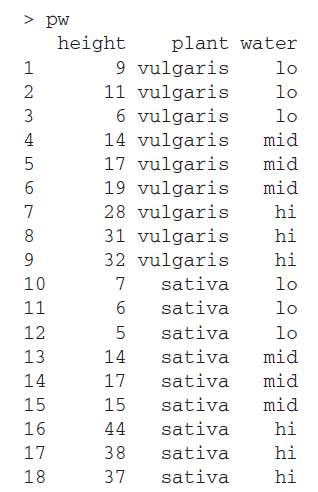 > pw
   height    plant water
1       9 vulgaris    lo
2      11 vulgaris    lo
3       6 vulgaris    lo
4      14 vulgaris   mid
5      17 vulgaris   mid
6      19 vulgaris   mid
7      28 vulgaris    hi
8      31 vulgaris    hi
9      32 vulgaris    hi
10      7   sativa    lo
11      6   sativa    lo
12      5   sativa    lo
13     14   sativa   mid
14     17   sativa   mid
15     15   sativa   mid
16     44   sativa    hi
17     38   sativa    hi
18     37   sativa    hi